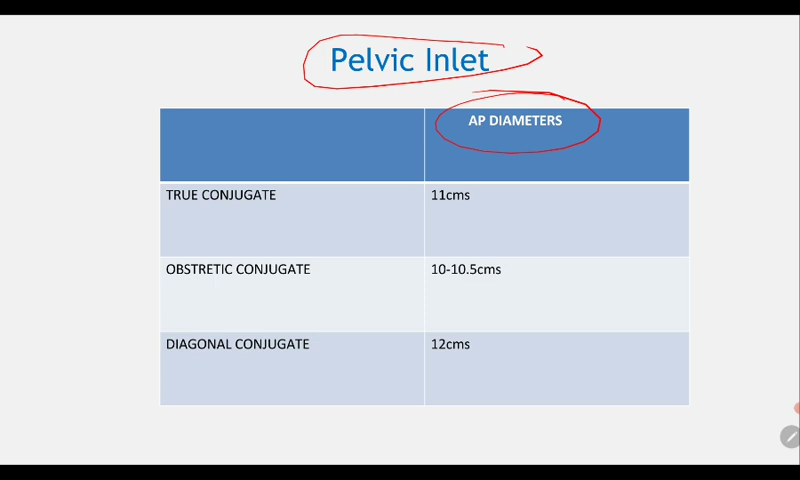 Pelvic Inlet
AP DIAMETERS
TRUE CONJUGATE 11cms
OBSTRETIC CONJUGATE 10-10.5cms
DIAGONAL CONJUGATE 12cms